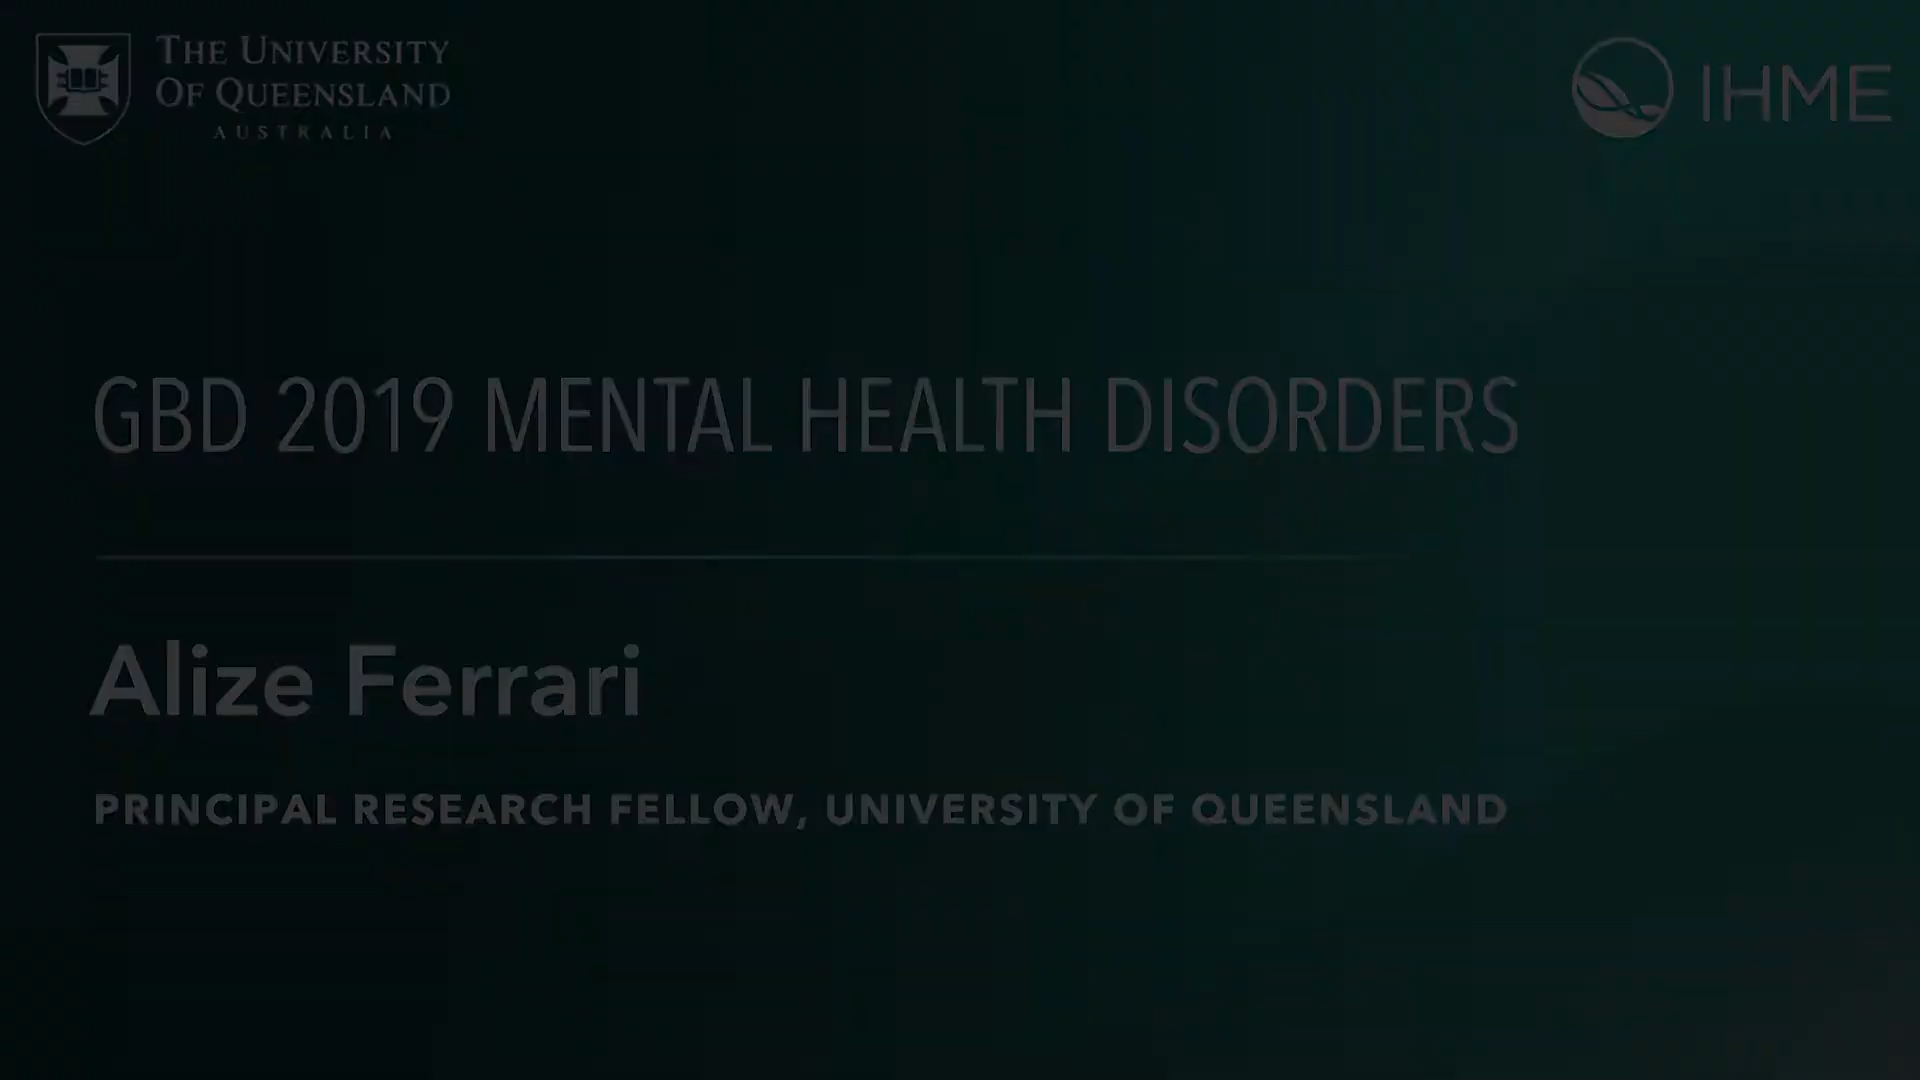 THE UNIVERSITY
OF QUEENSLAND
AUSTRALIA
IHME
GBD 2019 MENTAL HEALTH DISORDERS
Alize Ferrari
PRINCIPAL RESEARCH FELLOW, UNIVERSITY OF QUEENSLAND